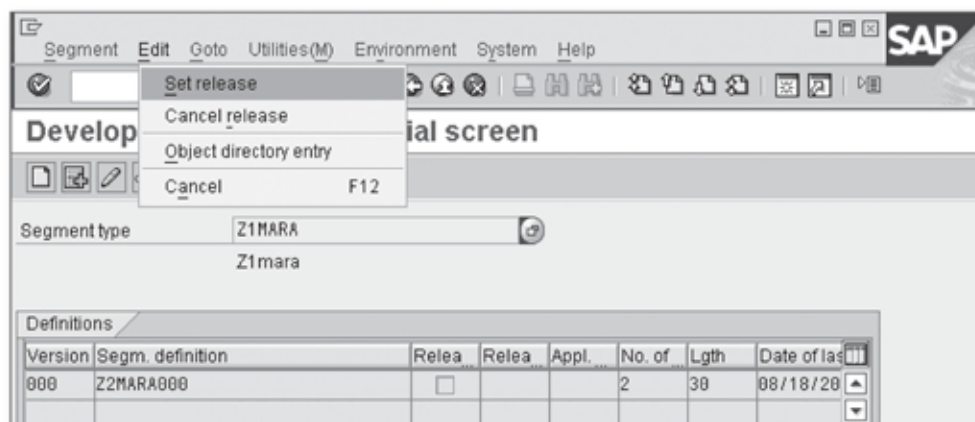 Segment Edit Goto Utilities(M) Environment System Help
SAP
Set release
Cancel release
Object directory entry
Cancel F12
Develop ial screen
Segment type Z1MARA
Z1mara
Definitions
Version Segm. definition Relea... Relea... Appl. ... No. of ... Lgth Date of las
000 Z2MARA000 2 30 08/18/20